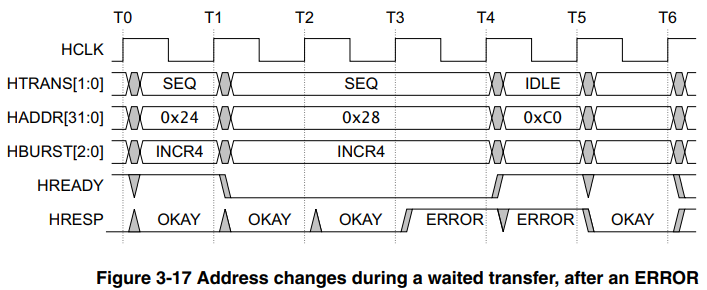 T0 T1 T2 T3 T4 T5 T6
HCLK
HTRANS[1:0] SEQ SEQ IDLE
HADDR[31:0] 0x24 0x28 0xC0
HBURST[2:0] INCR4 INCR4
HREADY
HRESP OKAY OKAY OKAY ERROR ERROR OKAY
Figure 3-17 Address changes during a waited transfer, after an ERROR